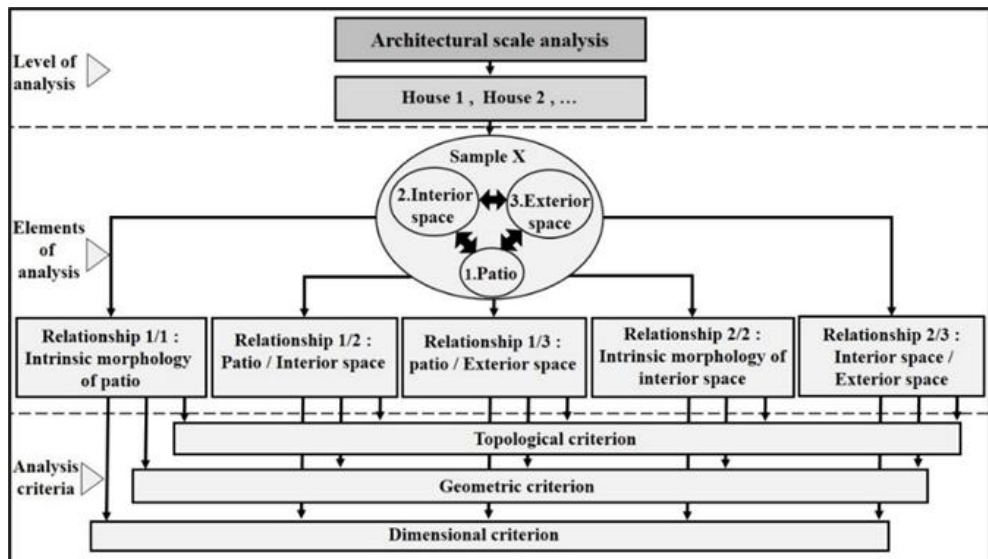 Architectural scale analysis
Level of
analysis
House 1 , House 2 , ...
Sample X
2.Interior
space
3.Exterior
space
Elements
of
analysis
1.Patio
Relationship 1/1 :
Intrinsic morphology
of patio
Relationship 1/2 :
Patio / Interior space
Relationship 1/3 :
patio / Exterior space
Relationship 2/2 :
Intrinsic morphology of
interior space
Relationship 2/3 :
Interior space /
Exterior space
Topological criterion
Analysis
criteria
Geometric criterion
Dimensional criterion